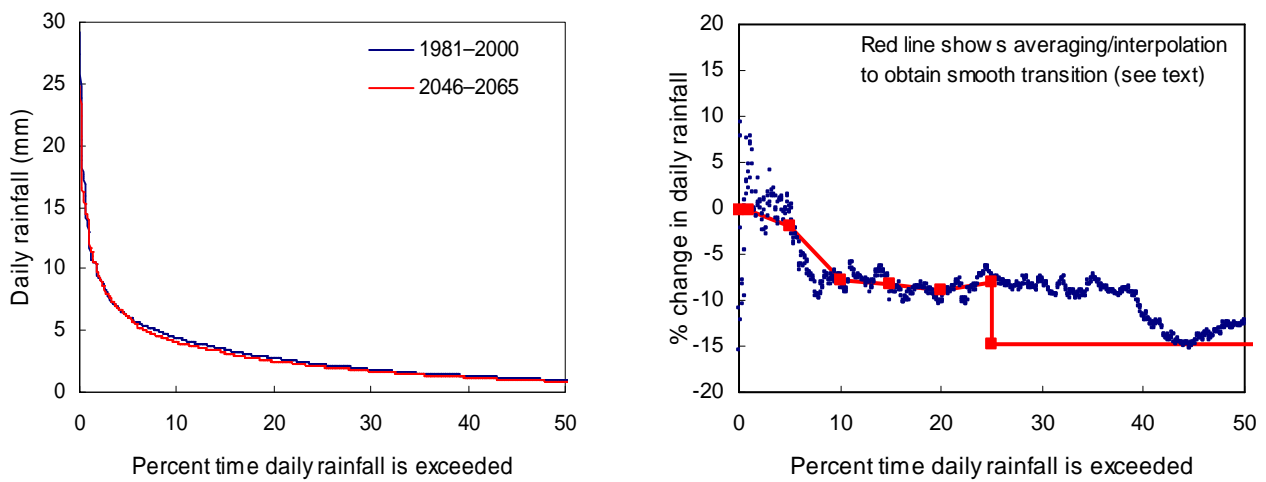 30
25
20
15
10
5
0
Daily rainfall (mm)
1981–2000
2046–2065
0 10 20 30 40 50
Percent time daily rainfall is exceeded
20
15
10
5
0
-5
-10
-15
-20
% change in daily rainfall
Red line shows averaging/interpolation
to obtain smooth transition (see text)
0 10 20 30 40 50
Percent time daily rainfall is exceeded